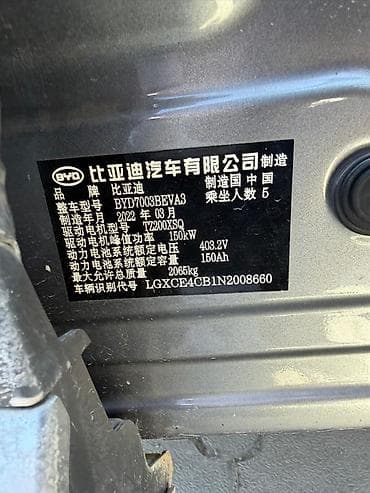 BYD 比亚迪汽车有限公司 制造
品 牌 比亚迪 制造国 中国
整车型号 BYD7003BEVA3 乘坐人数 5
制造年月 2022 年 03 月
驱动电机型号 TZ200XSQ
驱动电机峰值功率 150kW
动力电池系统额定电压 403.2V
动力电池系统额定容量 150Ah
最大允许总质量 2065kg
车辆识别代号 LGXCE4CB1N2008660